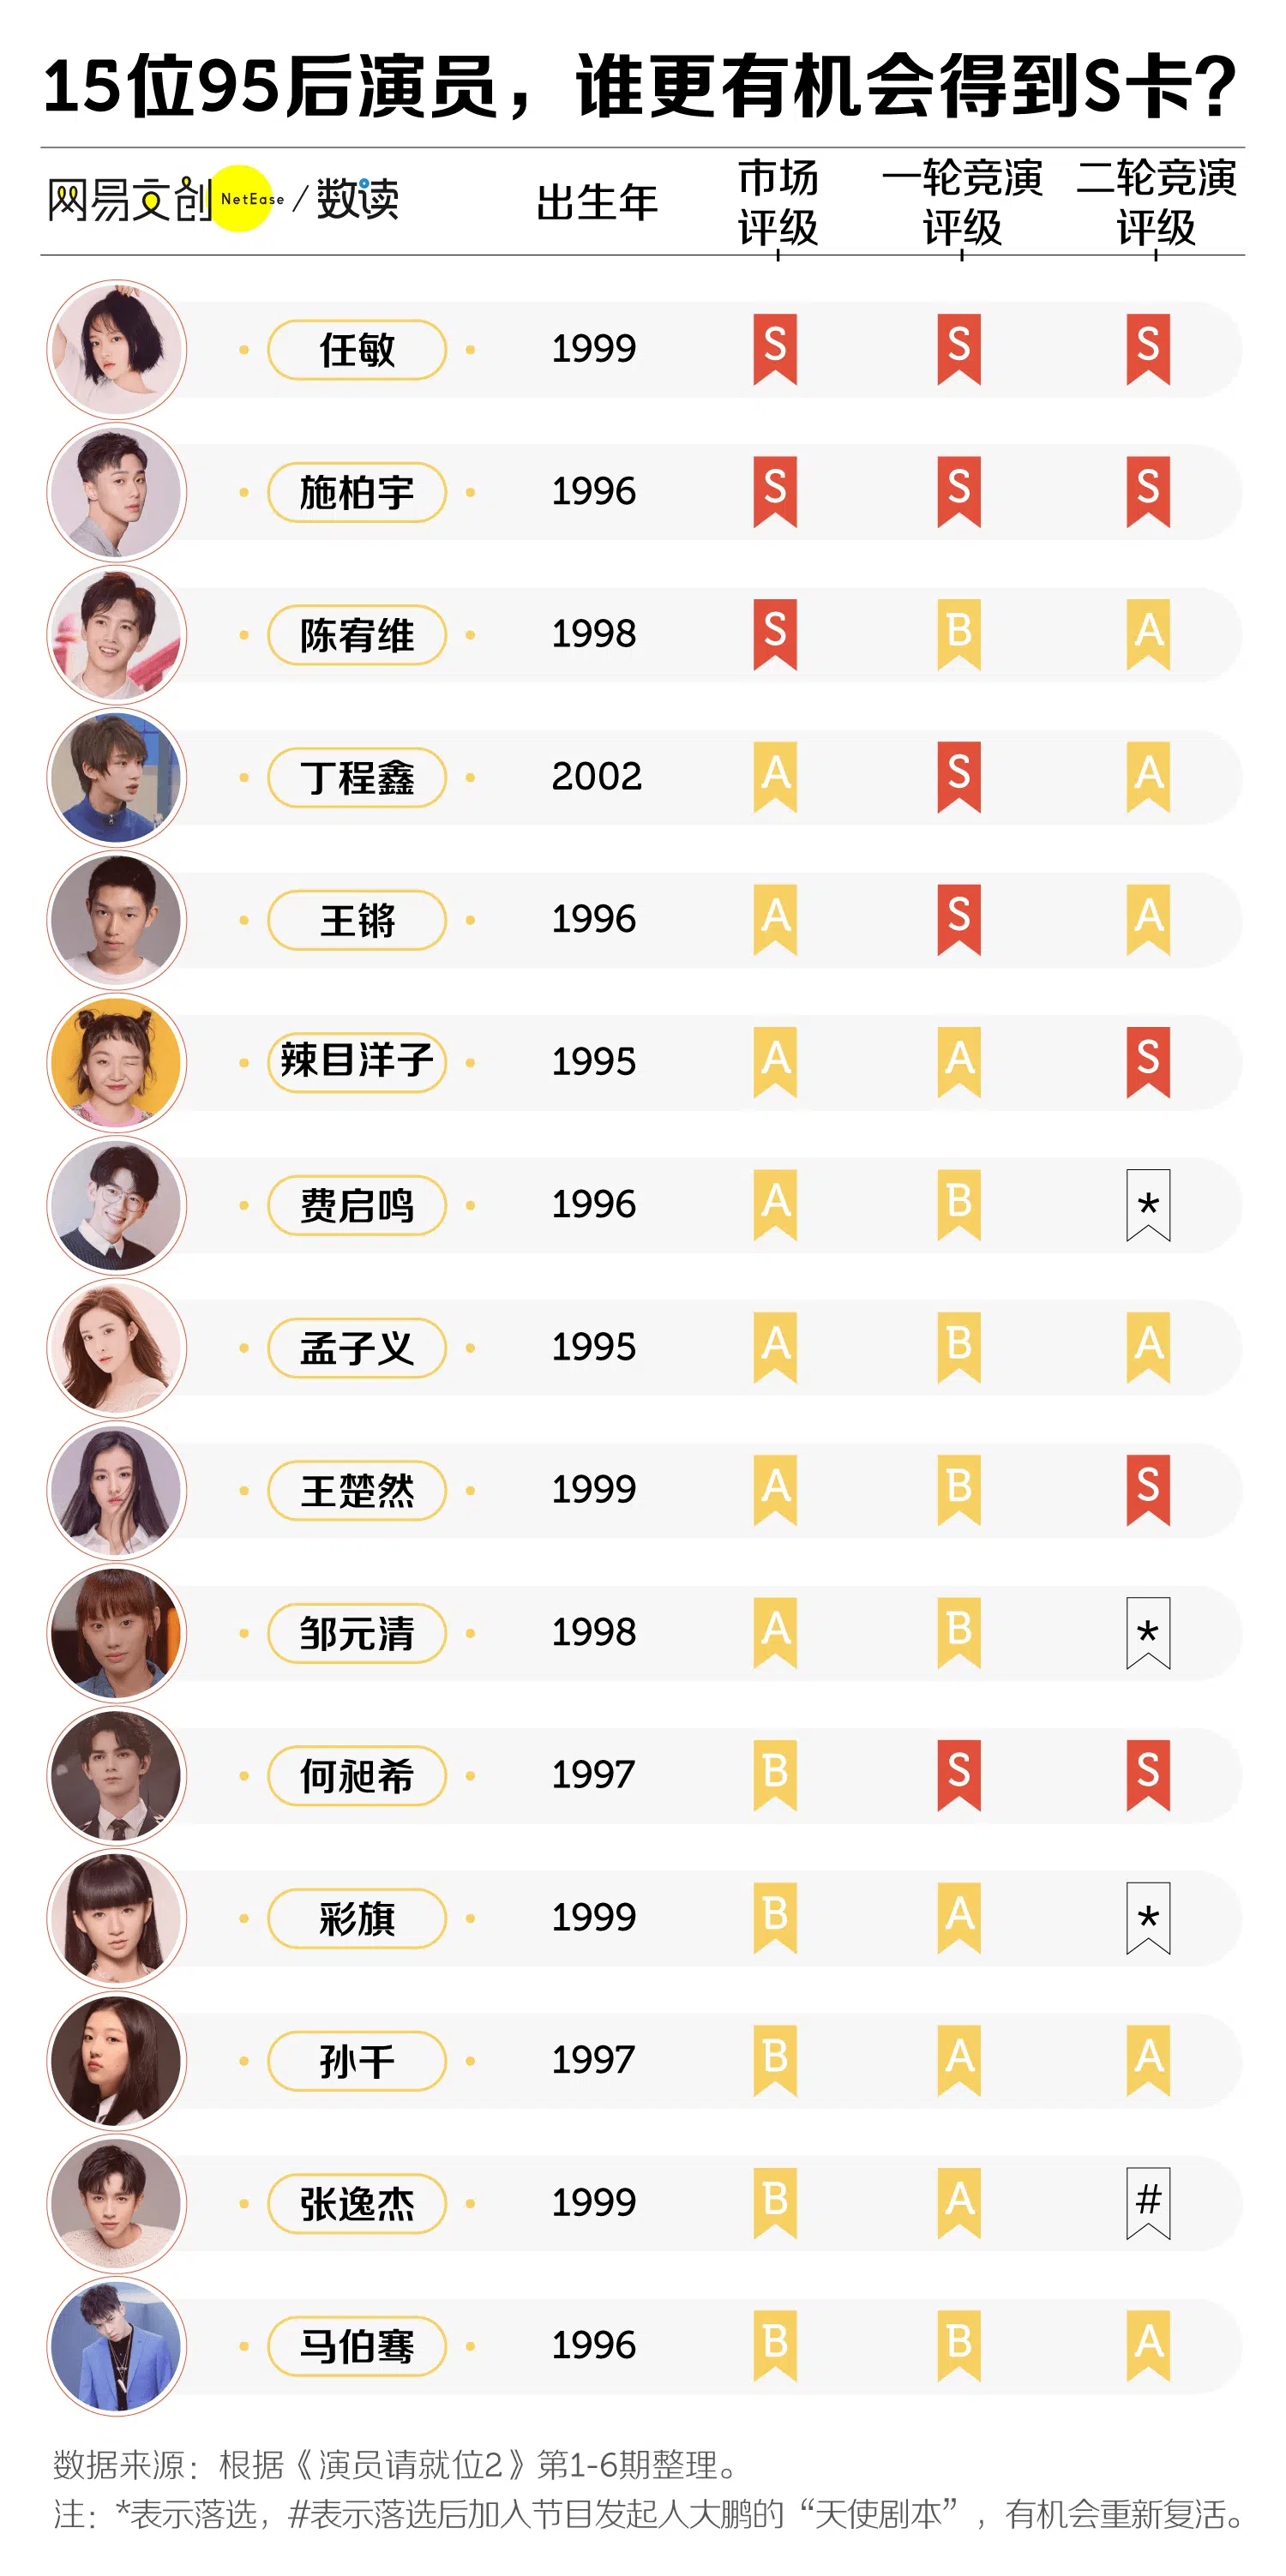 15位95后演员，谁更有机会得到S卡？
网易文创 NetEase / 数读 出生年 市场评级 一轮竞演评级 二轮竞演评级
任敏 1999 S S S
施柏宇 1996 S S S
陈宥维 1998 S B A
丁程鑫 2002 A S A
王锵 1996 A S A
辣目洋子 1995 A A S
费启鸣 1996 A B *
孟子义 1995 A B A
王楚然 1999 A B S
邹元清 1998 A B *
何昶希 1997 B S S
彩旗 1999 B A *
孙千 1997 B A A
张逸杰 1999 B A #
马伯骞 1996 B B A
数据来源：根据《演员请就位2》第1-6期整理。
注：*表示落选，#表示落选后加入节目发起人大鹏的“天使剧本”，有机会重新复活。